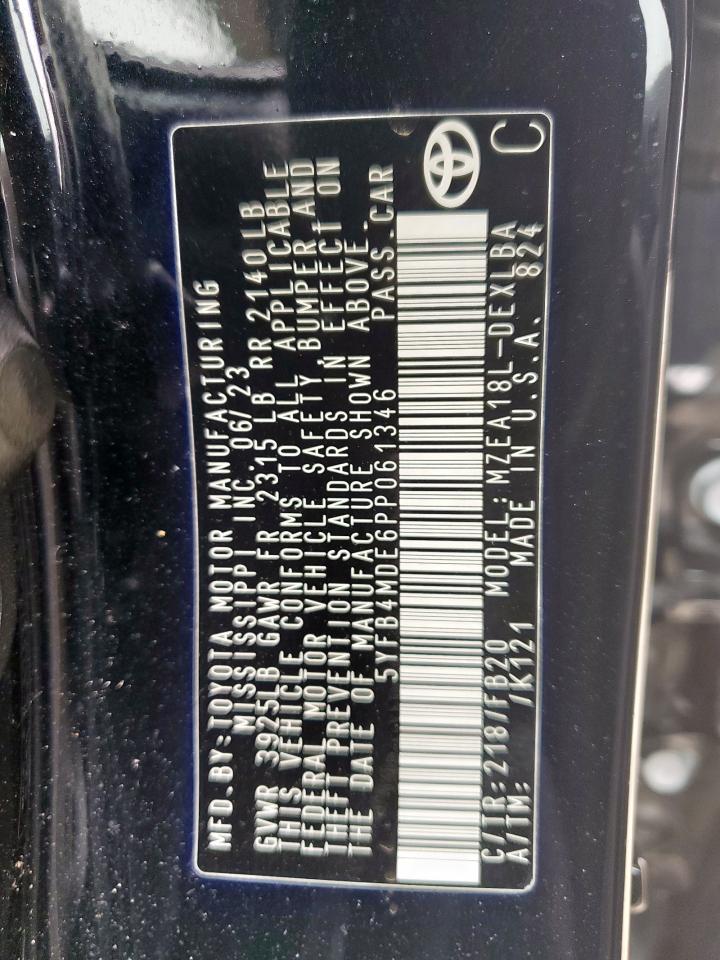 MFD.BY:TOYOTA MOTOR MANUFACTURING
MISSISSIPPI INC. 06/23
GVWR 3925LB GAWR FR 2315 LB RR 2140LB
THIS VEHICLE CONFORMS TO ALL APPLICABLE
FEDERAL MOTOR VEHICLE SAFETY, BUMPER, AND
THEFT PREVENTION STANDARDS IN EFFECT ON
THE DATE OF MANUFACTURE SHOWN ABOVE.
5YFB4MDE6PP061346 PASS.CAR
C/TR:218/FB20 MODEL:MZEA18L-DEXLBA
A/TM: /K121 MADE IN U.S.A. 824
C